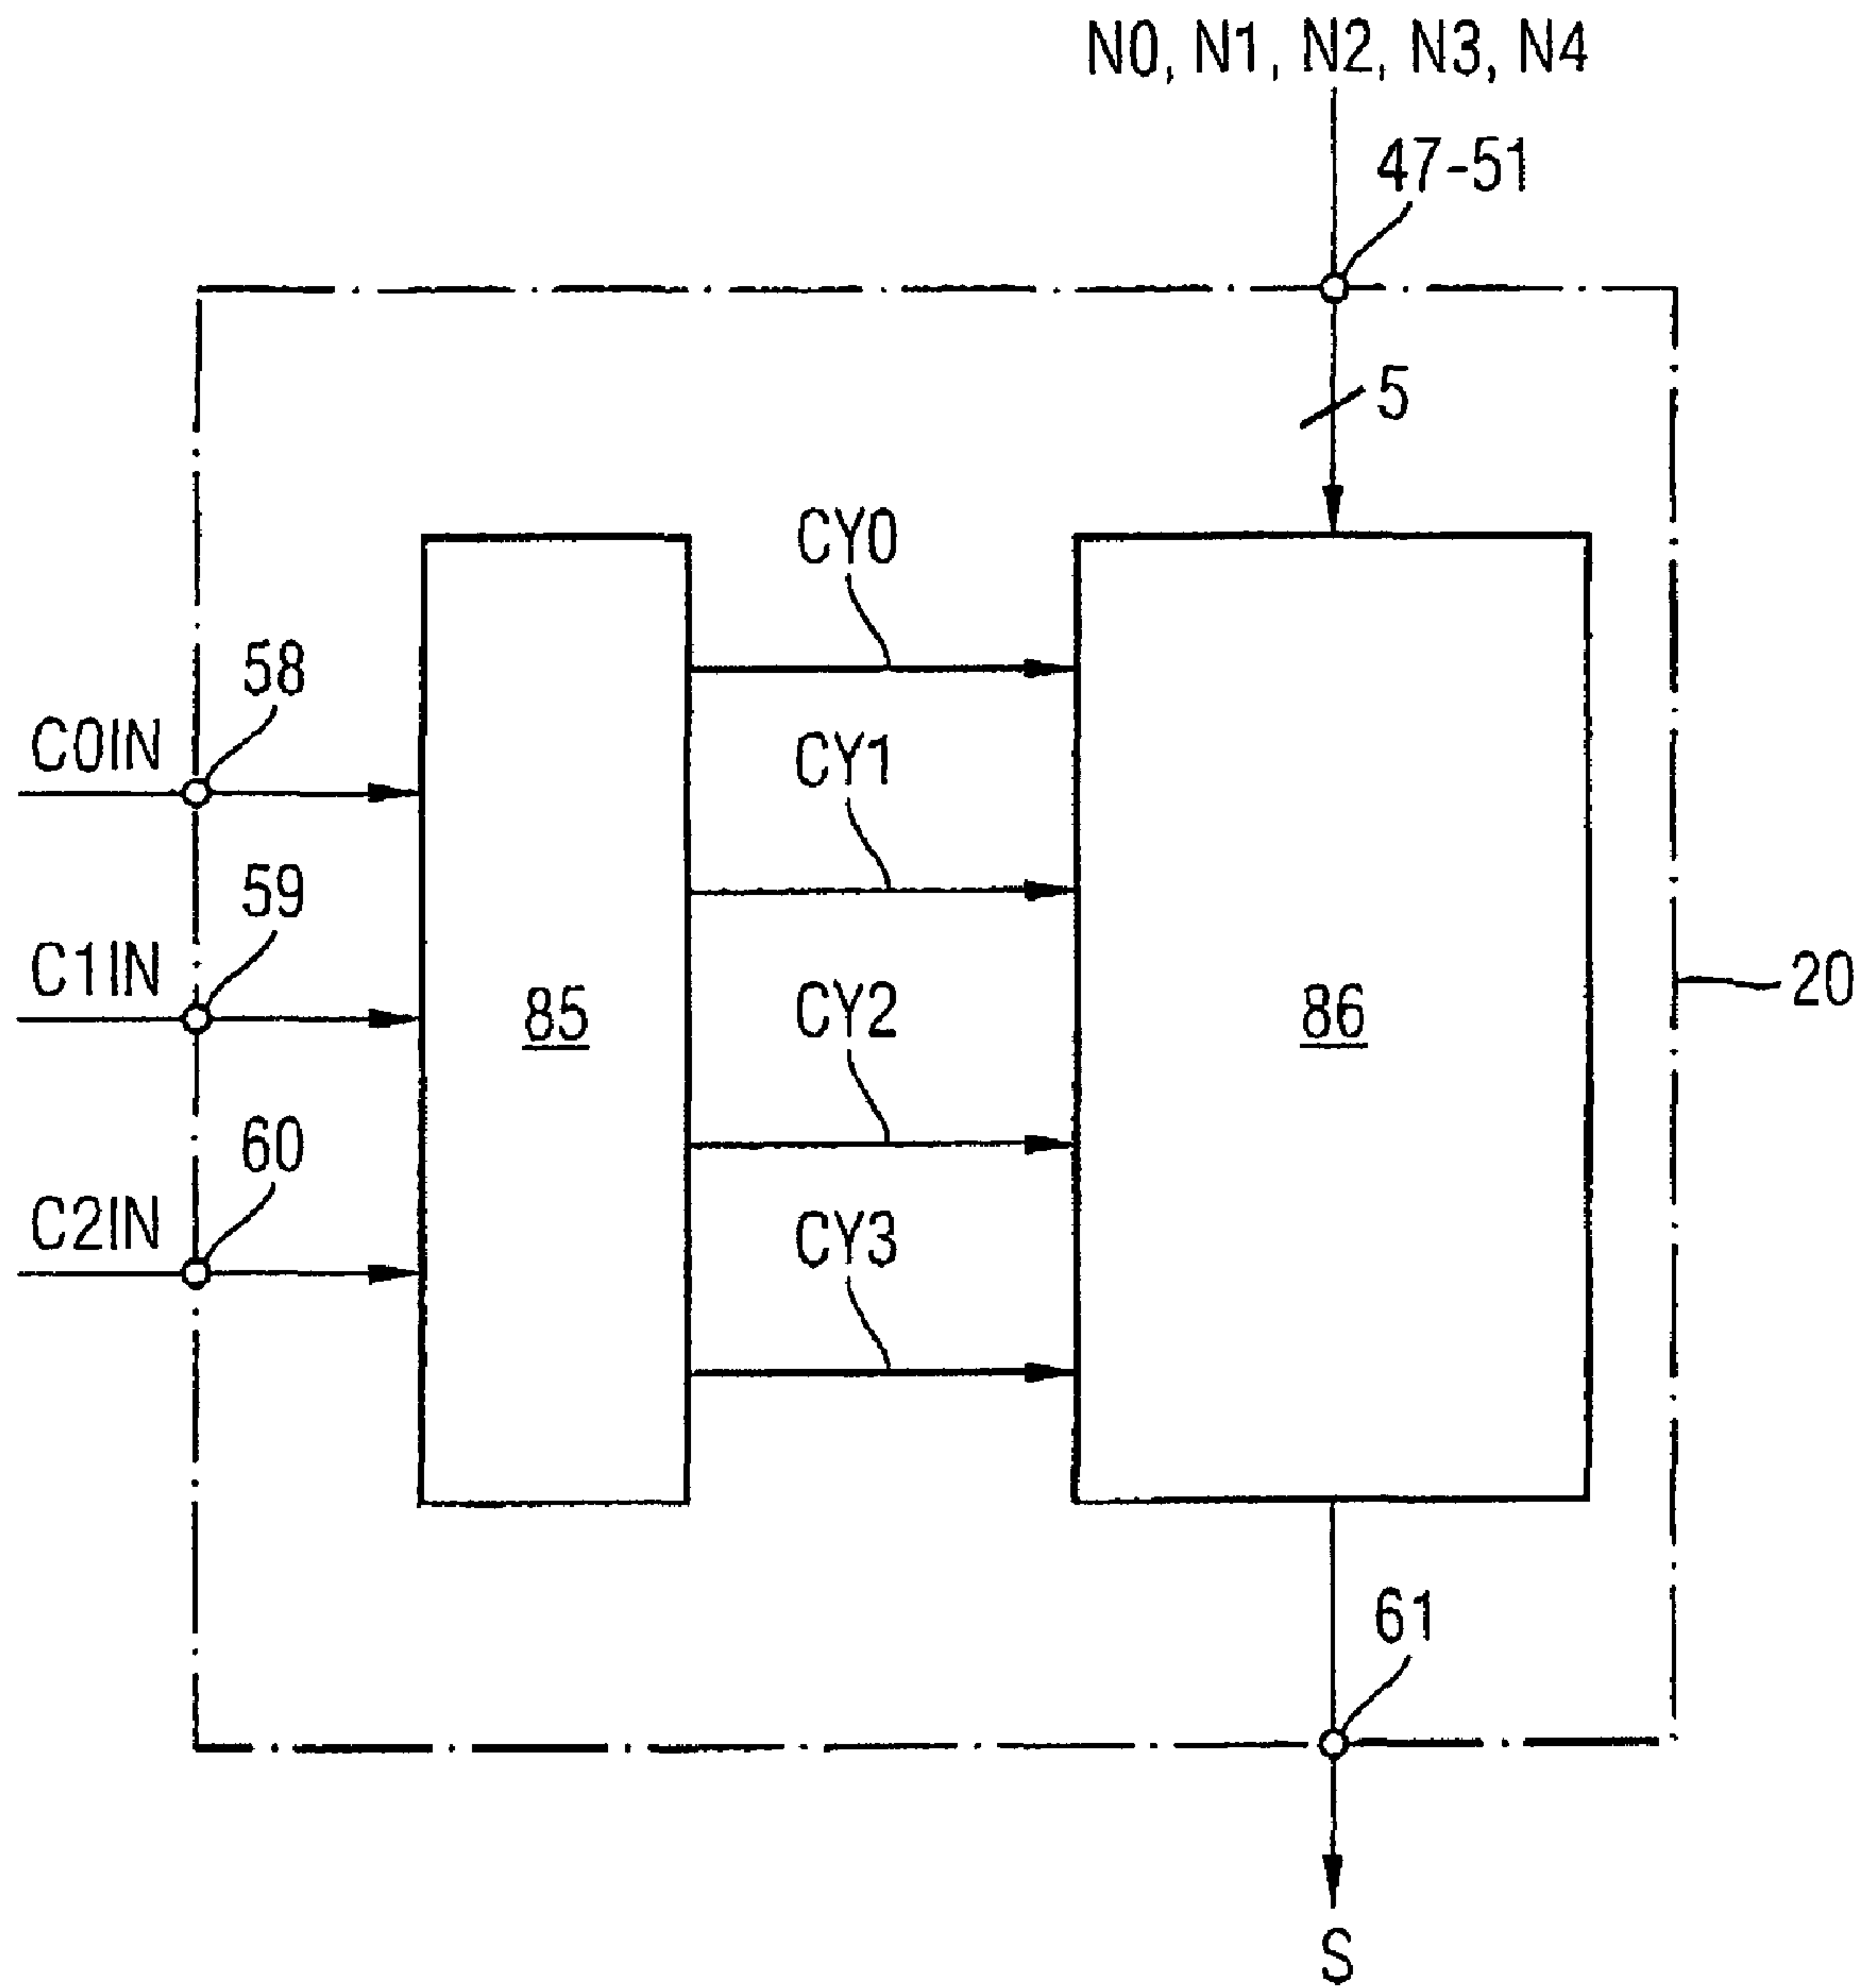 N0, N1, N2, N3, N4
47-51
5
CY0
58
C0IN
CY1
59
C1IN
85
CY2
86
20
60
C2IN
CY3
61
S